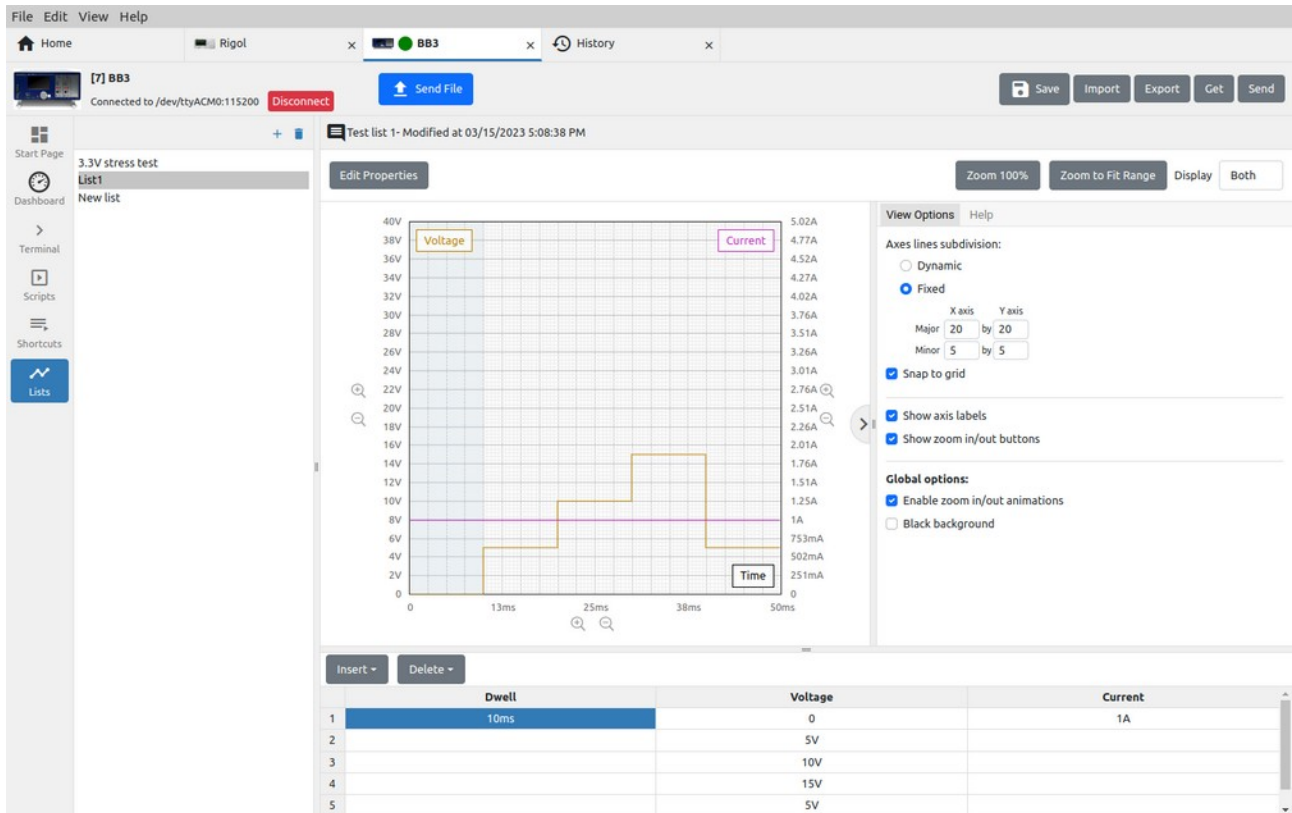 File Edit View Help
Home Rigol × BB3 × History ×
[7] BB3
Connected to /dev/ttyACM0:115200 Disconnect
Send File
Save Import Export Get Send
Start Page
Dashboard
Terminal
Scripts
Shortcuts
Lists
+
3.3V stress test
List1
New list
Test list 1- Modified at 03/15/2023 5:08:38 PM
Edit Properties
Zoom 100% Zoom to Fit Range Display Both
40V
38V
36V
34V
32V
30V
28V
26V
24V
22V
20V
18V
16V
14V
12V
10V
8V
6V
4V
2V
0
Voltage
Current
Time
5.02A
4.77A
4.52A
4.27A
4.02A
3.76A
3.51A
3.26A
3.01A
2.76A
2.51A
2.26A
2.01A
1.76A
1.51A
1.25A
1A
753mA
502mA
251mA
0
0 13ms 25ms 38ms 50ms
View Options Help
Axes lines subdivision:
Dynamic
Fixed
X axis Y axis
Major 20 by 20
Minor 5 by 5
Snap to grid
Show axis labels
Show zoom in/out buttons
Global options:
Enable zoom in/out animations
Black background
Insert Delete
Dwell Voltage Current
1 10ms 0 1A
2 5V
3 10V
4 15V
5 5V